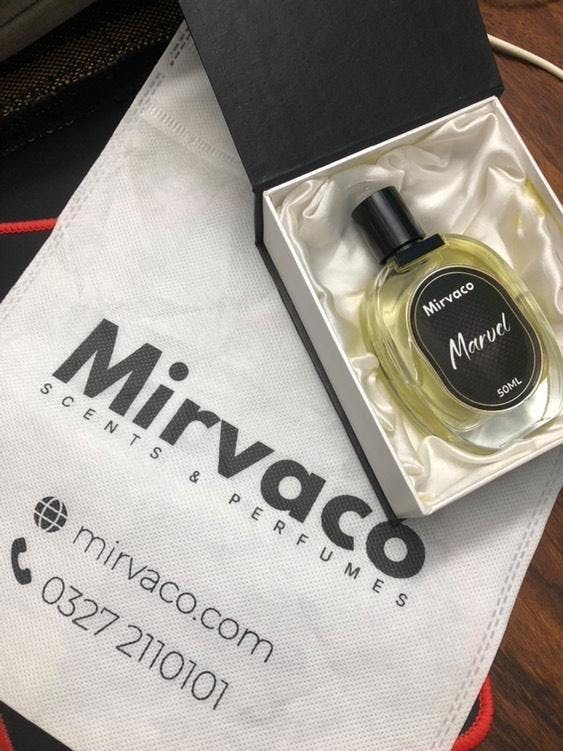 Mirvaco
Marvel
50ML
Mirvaco
SCENTS & PERFUMES
mirvaco.com
0327 2110101